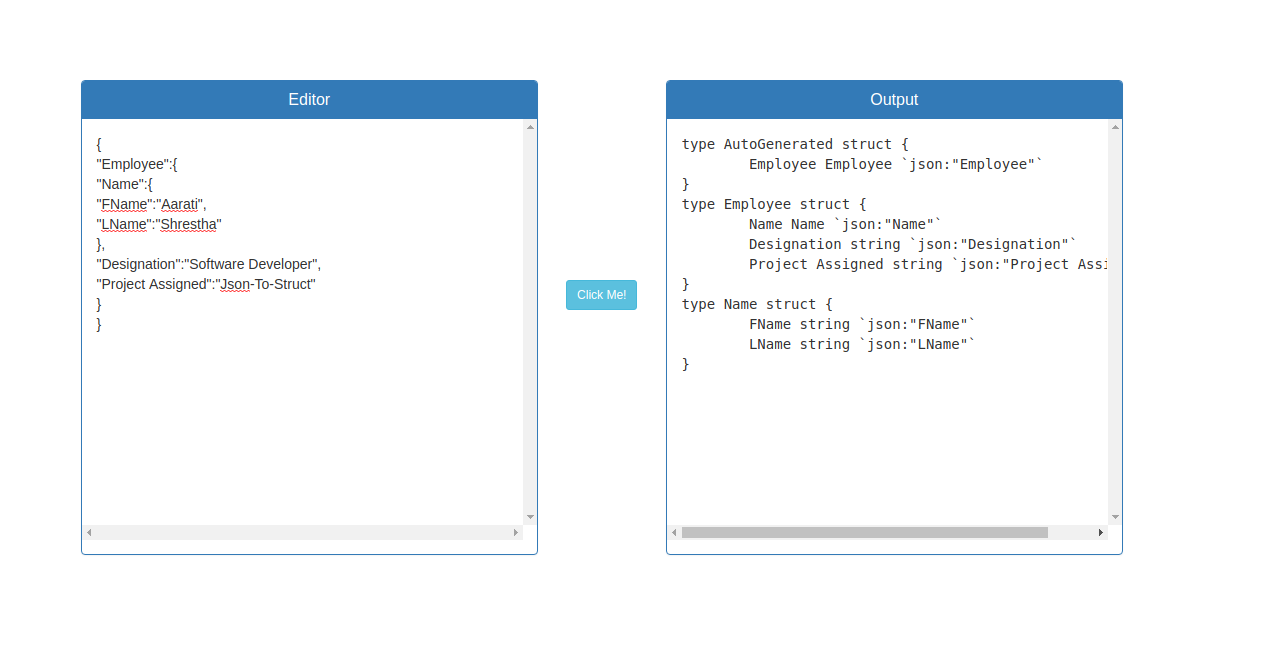 Editor
{
"Employee":{
"Name":{
"FName":"Aarati",
"LName":"Shrestha"
},
"Designation":"Software Developer",
"Project Assigned":"Json-To-Struct"
}
}
Click Me!
Output
type AutoGenerated struct {
        Employee Employee `json:"Employee"`
}
type Employee struct {
        Name Name `json:"Name"`
        Designation string `json:"Designation"`
        Project Assigned string `json:"Project Assi
}
type Name struct {
        FName string `json:"FName"`
        LName string `json:"LName"`
}